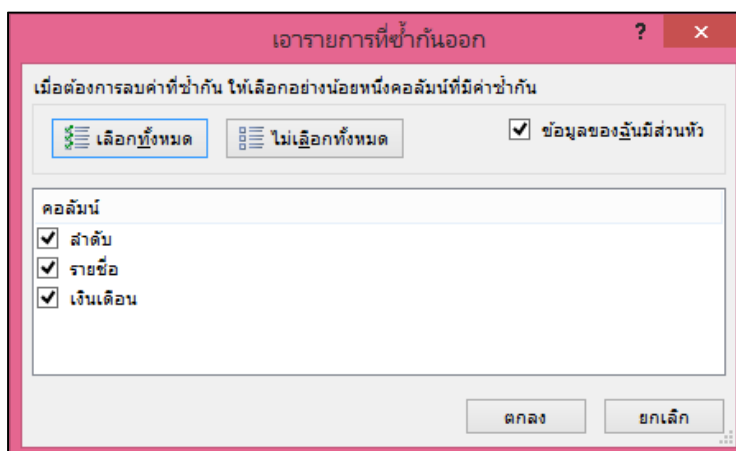 เอารายการที่ซ้ำกันออก ? ×
เมื่อต้องการลบค่าที่ซ้ำกัน ให้เลือกอย่างน้อยหนึ่งคอลัมน์ที่มีค่าซ้ำกัน
เลือกทั้งหมด ไม่เลือกทั้งหมด ข้อมูลของฉันมีส่วนหัว
คอลัมน์
ลำดับ
รายชื่อ
เงินเดือน
ตกลง ยกเลิก